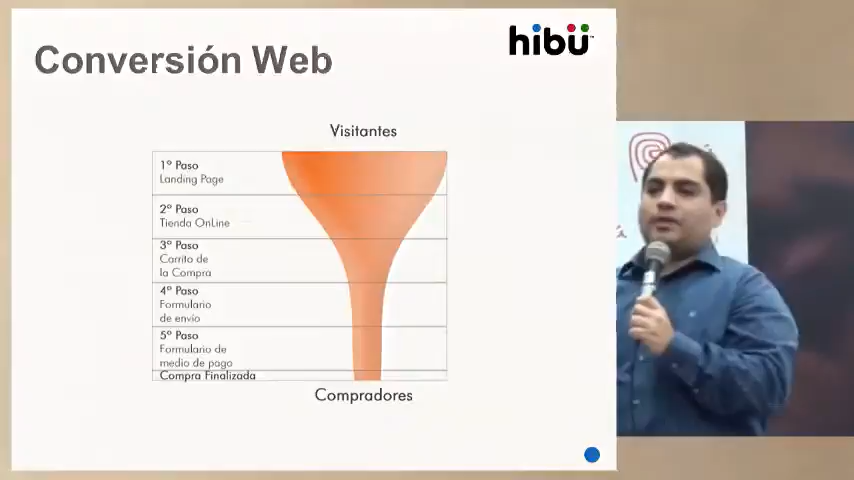 Conversión Web
hibü
Visitantes
1º Paso
Landing Page
2º Paso
Tienda OnLine
3º Paso
Carrito de
la Compra
4º Paso
Formulario
de envío
5º Paso
Formulario de
medio de pago
Compra Finalizada
Compradores